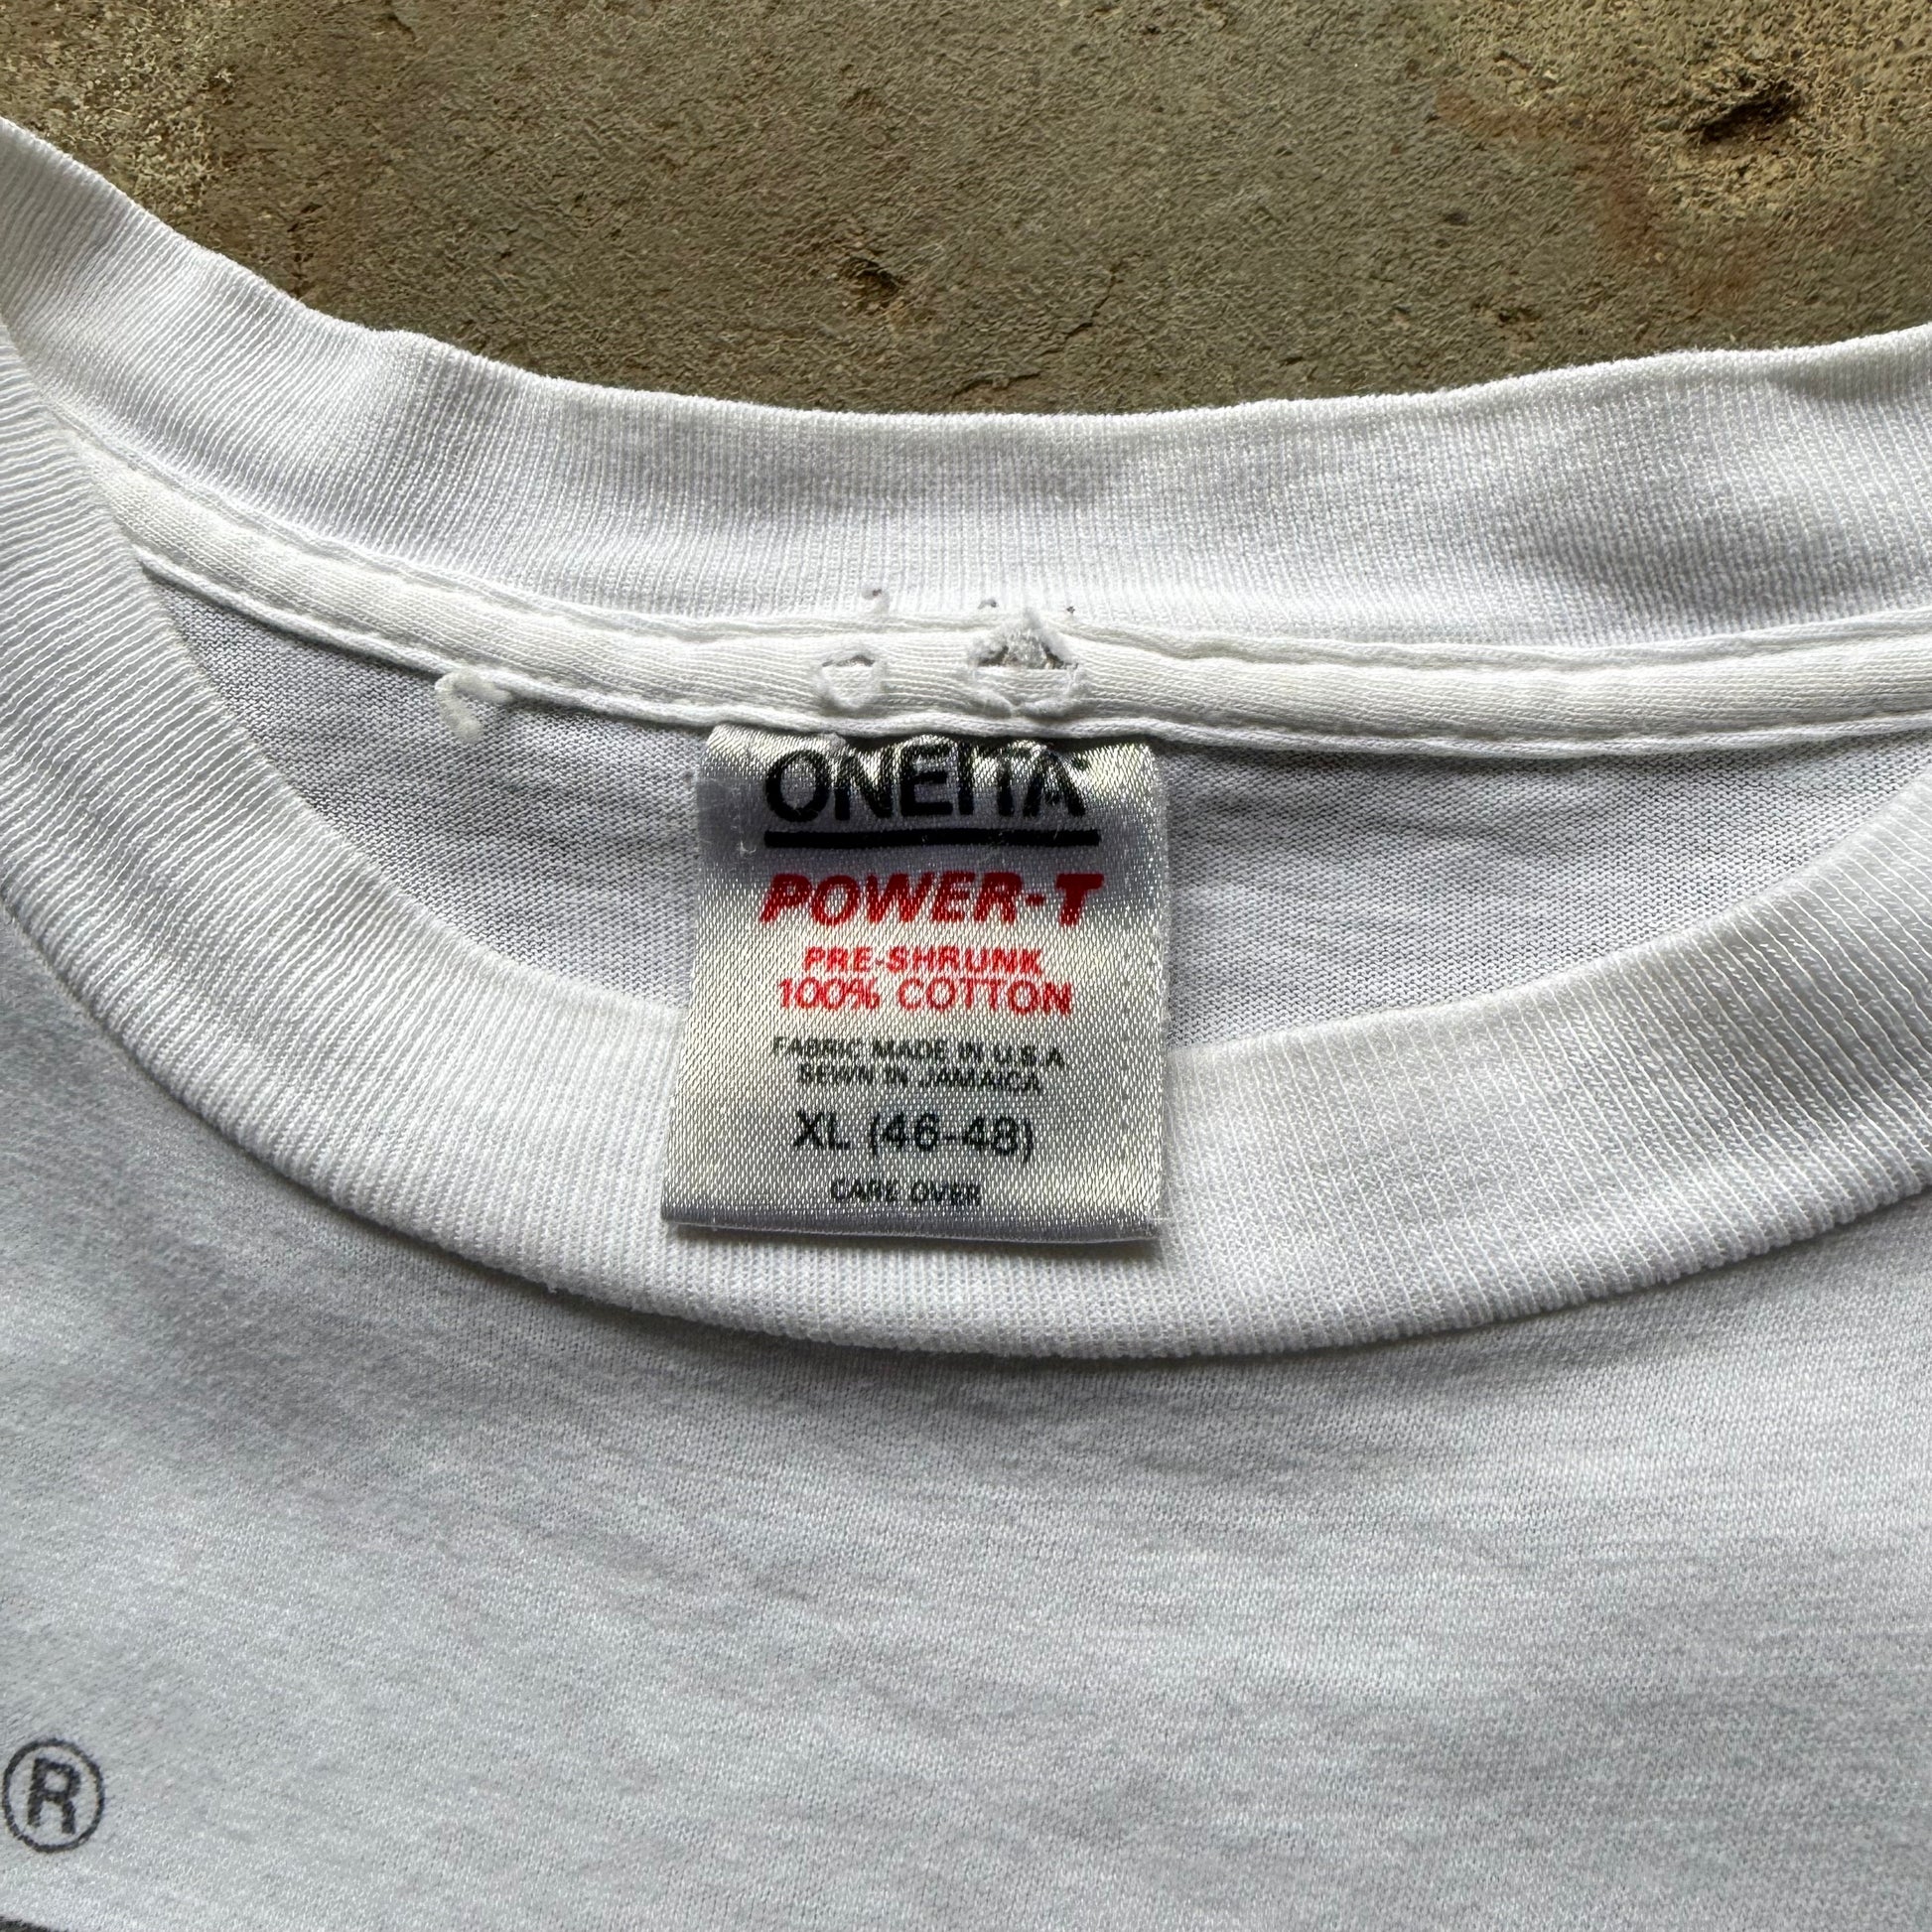 ONEITA
POWER-T
PRE-SHRUNK
100% COTTON
FABRIC MADE IN U.S.A
SEWN IN JAMAICA
XL (46-48)
CARE OVER
®